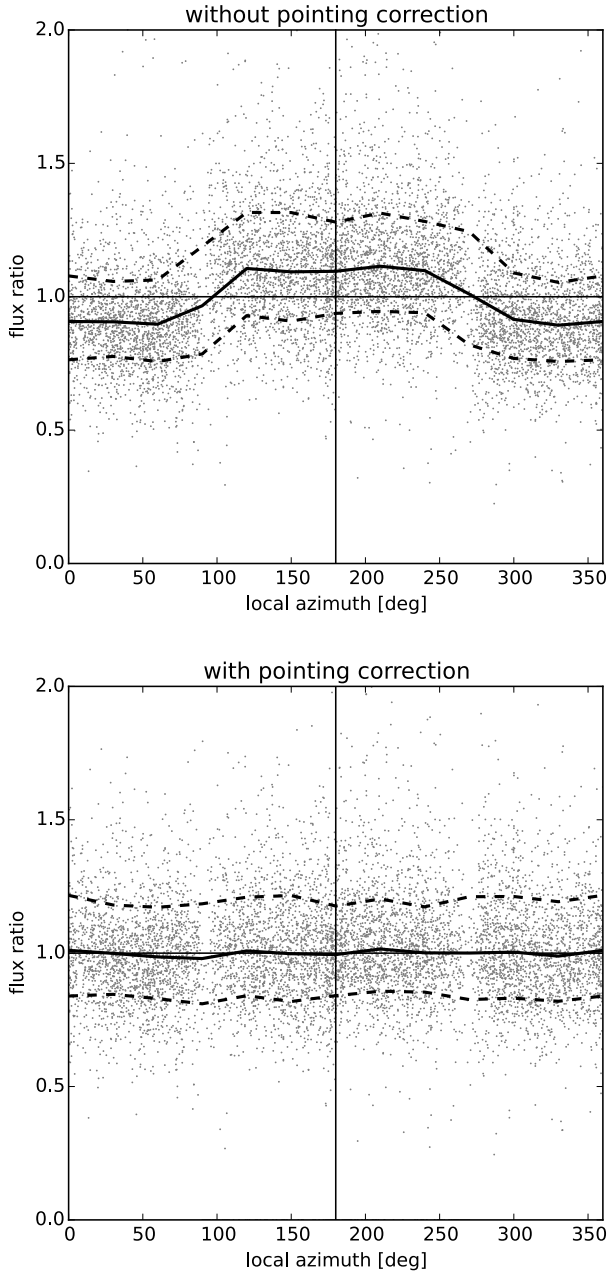 without pointing correction
2.0
1.5
1.0
0.5
0.0
flux ratio
0 50 100 150 200 250 300 350
local azimuth [deg]
with pointing correction
2.0
1.5
1.0
0.5
0.0
flux ratio
0 50 100 150 200 250 300 350
local azimuth [deg]